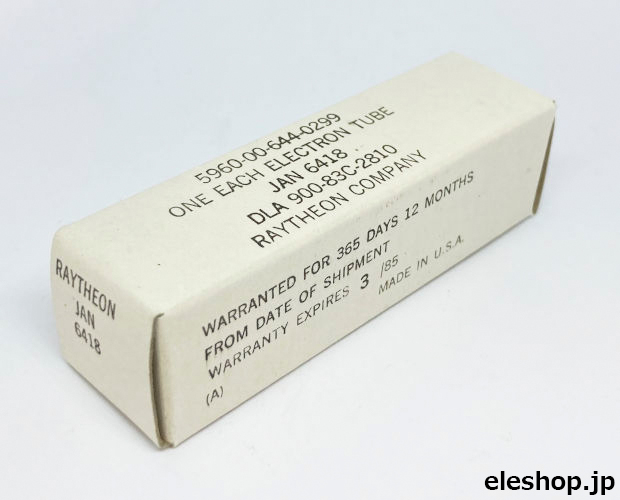 5960-00-644-0299
ONE EACH ELECTRON TUBE
JAN 6418
DLA 900-83C-2810
RAYTHEON COMPANY
WARRANTED FOR 365 DAYS 12 MONTHS
FROM DATE OF SHIPMENT
WARRANTY EXPIRES 3 /85
(A) MADE IN U.S.A.
RAYTHEON
JAN
6418
eleshop.jp